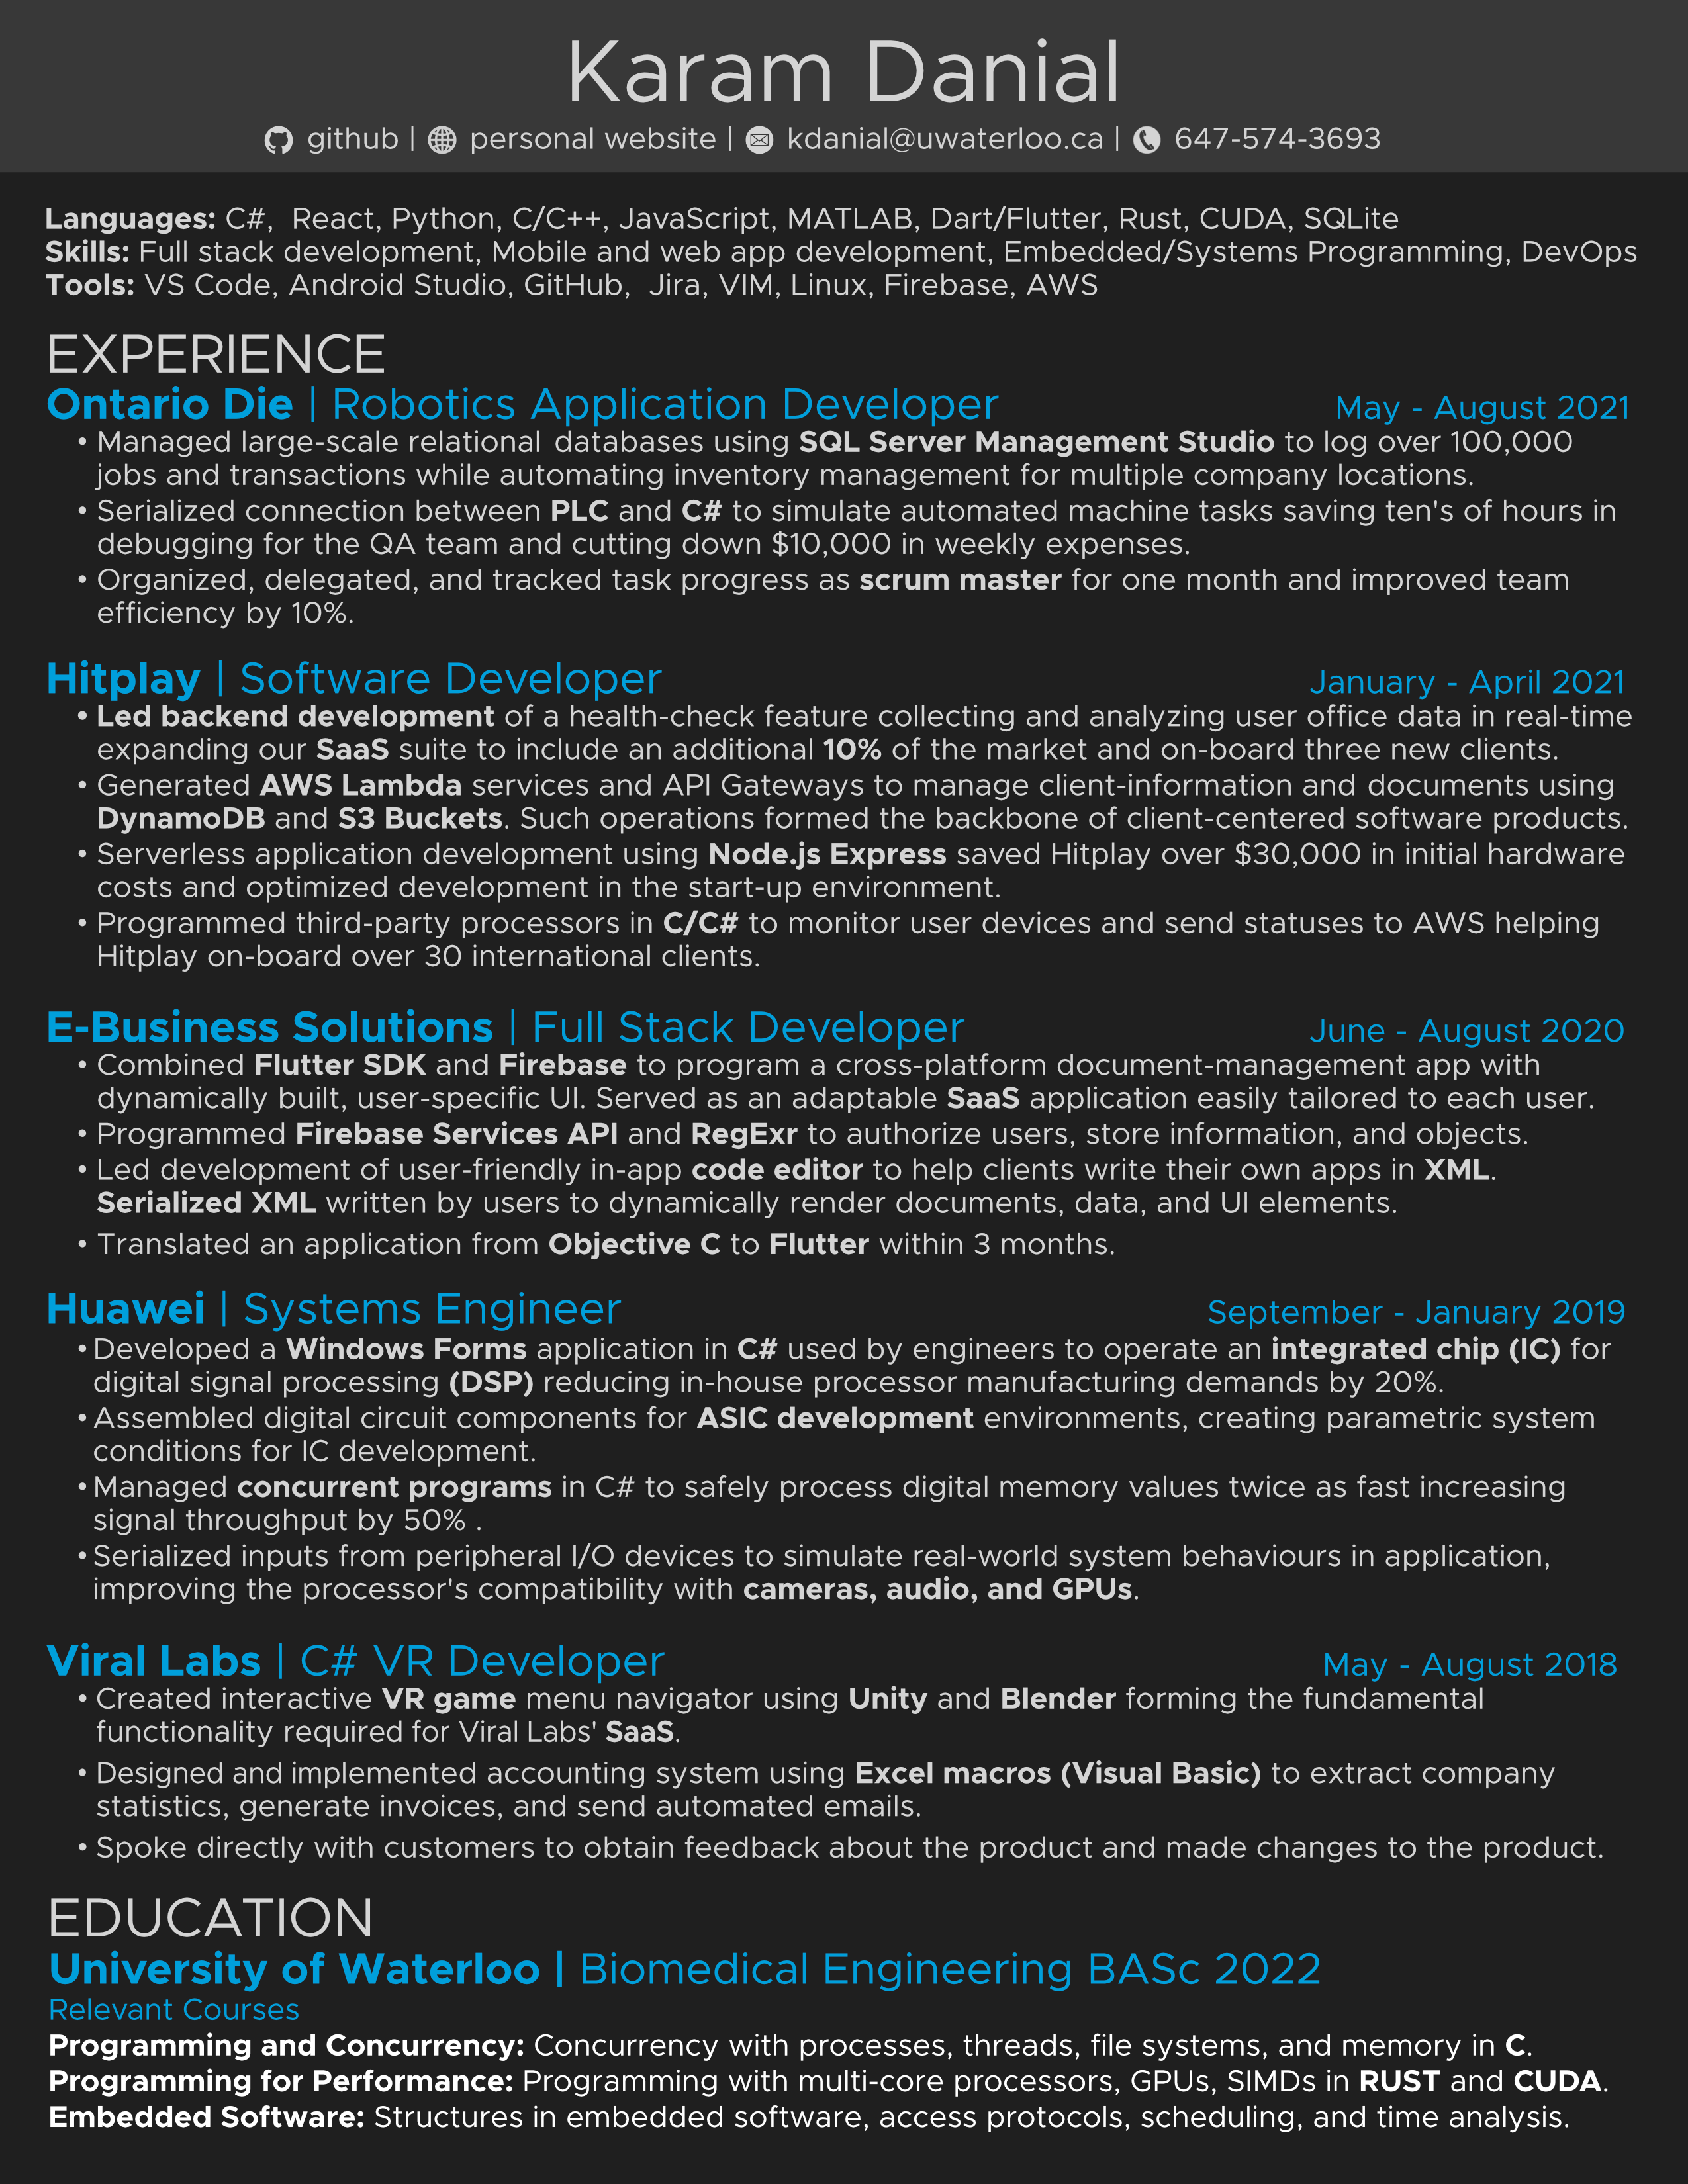 Karam Danial
github | personal website | kdanial@uwaterloo.ca | 647-574-3693
Languages: C#, React, Python, C/C++, JavaScript, MATLAB, Dart/Flutter, Rust, CUDA, SQLite
Skills: Full stack development, Mobile and web app development, Embedded/Systems Programming, DevOps
Tools: VS Code, Android Studio, GitHub, Jira, VIM, Linux, Firebase, AWS
EXPERIENCE
Ontario Die | Robotics Application Developer May - August 2021
• Managed large-scale relational databases using SQL Server Management Studio to log over 100,000
jobs and transactions while automating inventory management for multiple company locations.
• Serialized connection between PLC and C# to simulate automated machine tasks saving ten's of hours in
debugging for the QA team and cutting down $10,000 in weekly expenses.
• Organized, delegated, and tracked task progress as scrum master for one month and improved team
efficiency by 10%.
Hitplay | Software Developer January - April 2021
• Led backend development of a health-check feature collecting and analyzing user office data in real-time
expanding our SaaS suite to include an additional 10% of the market and on-board three new clients.
• Generated AWS Lambda services and API Gateways to manage client-information and documents using
DynamoDB and S3 Buckets. Such operations formed the backbone of client-centered software products.
• Serverless application development using Node.js Express saved Hitplay over $30,000 in initial hardware
costs and optimized development in the start-up environment.
• Programmed third-party processors in C/C# to monitor user devices and send statuses to AWS helping
Hitplay on-board over 30 international clients.
E-Business Solutions | Full Stack Developer June - August 2020
• Combined Flutter SDK and Firebase to program a cross-platform document-management app with
dynamically built, user-specific UI. Served as an adaptable SaaS application easily tailored to each user.
• Programmed Firebase Services API and RegExr to authorize users, store information, and objects.
• Led development of user-friendly in-app code editor to help clients write their own apps in XML.
Serialized XML written by users to dynamically render documents, data, and UI elements.
• Translated an application from Objective C to Flutter within 3 months.
Huawei | Systems Engineer September - January 2019
• Developed a Windows Forms application in C# used by engineers to operate an integrated chip (IC) for
digital signal processing (DSP) reducing in-house processor manufacturing demands by 20%.
• Assembled digital circuit components for ASIC development environments, creating parametric system
conditions for IC development.
• Managed concurrent programs in C# to safely process digital memory values twice as fast increasing
signal throughput by 50% .
• Serialized inputs from peripheral I/O devices to simulate real-world system behaviours in application,
improving the processor's compatibility with cameras, audio, and GPUs.
Viral Labs | C# VR Developer May - August 2018
• Created interactive VR game menu navigator using Unity and Blender forming the fundamental
functionality required for Viral Labs' SaaS.
• Designed and implemented accounting system using Excel macros (Visual Basic) to extract company
statistics, generate invoices, and send automated emails.
• Spoke directly with customers to obtain feedback about the product and made changes to the product.
EDUCATION
University of Waterloo | Biomedical Engineering BASc 2022
Relevant Courses
Programming and Concurrency: Concurrency with processes, threads, file systems, and memory in C.
Programming for Performance: Programming with multi-core processors, GPUs, SIMDs in RUST and CUDA.
Embedded Software: Structures in embedded software, access protocols, scheduling, and time analysis.